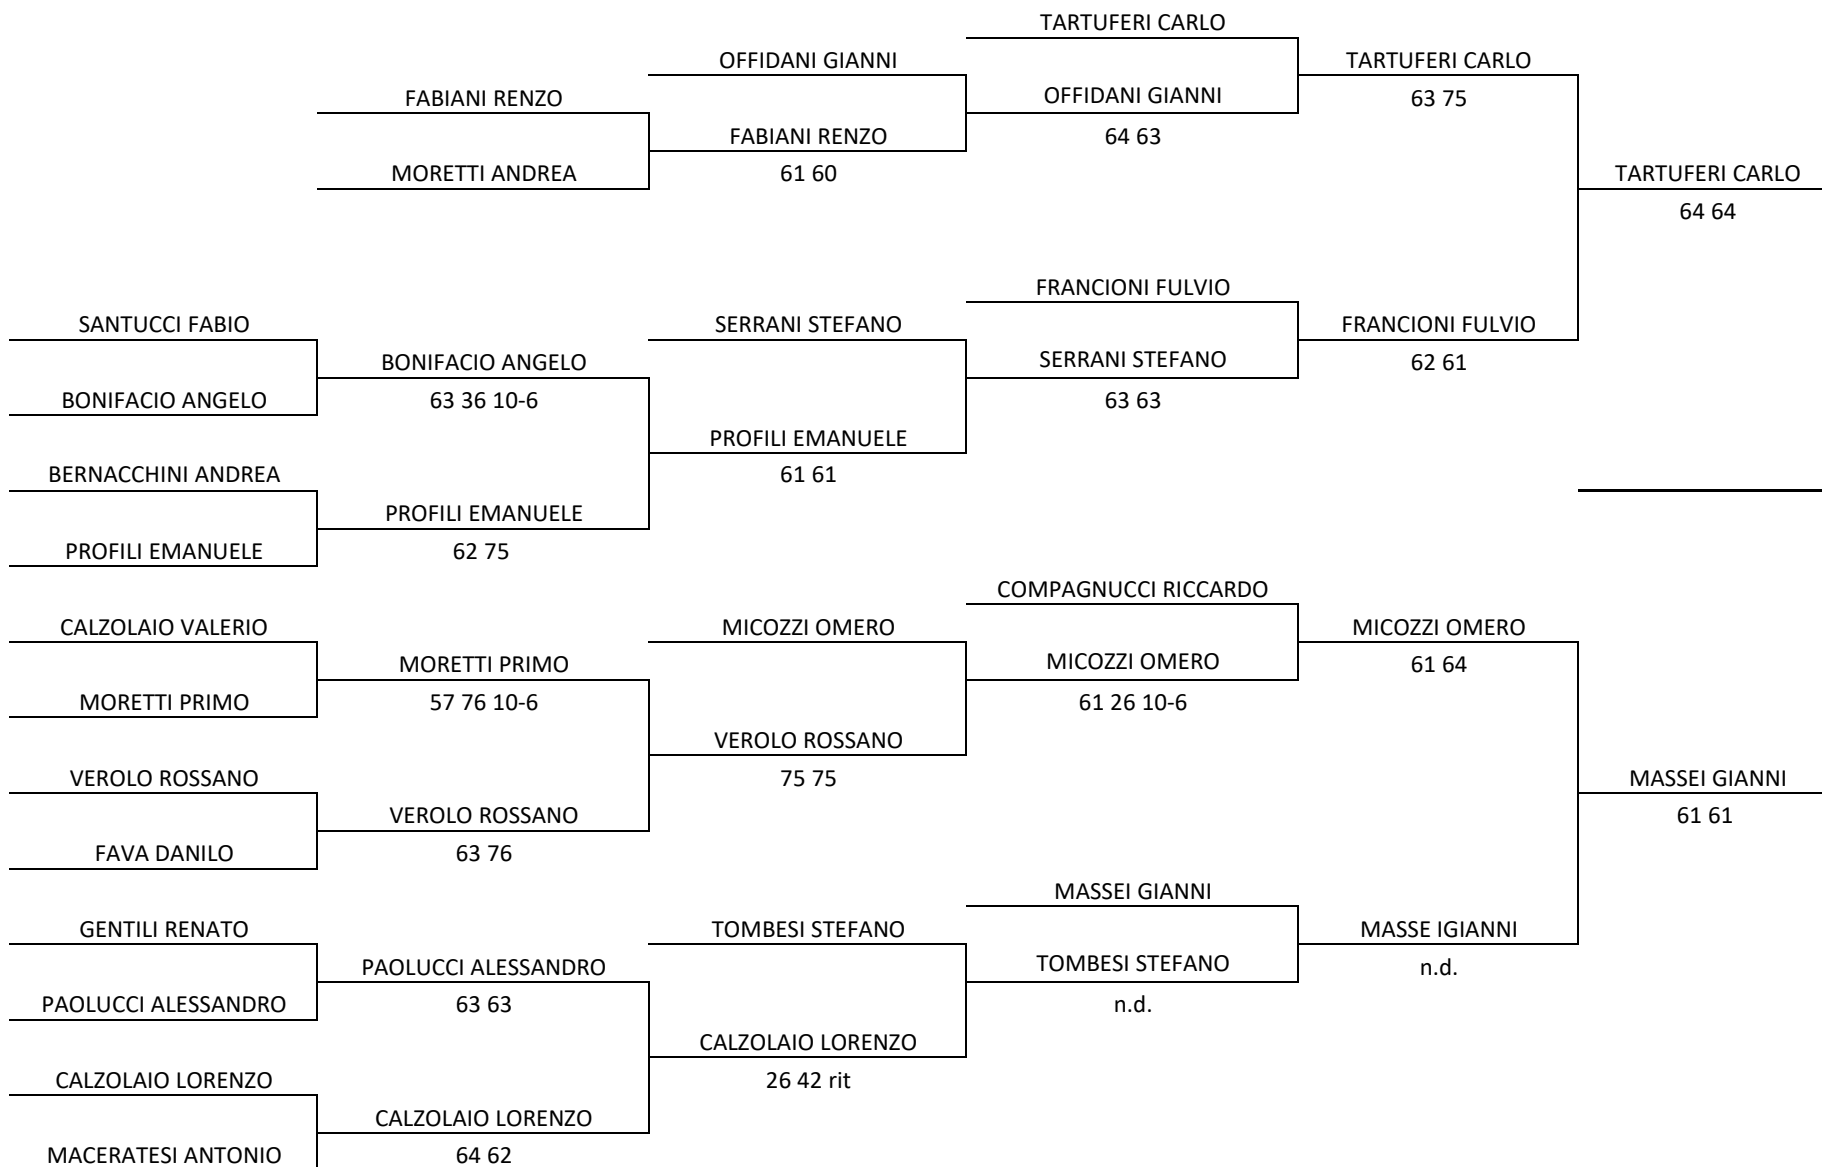 TARTUFERI CARLO
OFFIDANI GIANNI
TARTUFERI CARLO
FABIANI RENZO
OFFIDANI GIANNI
63 75
FABIANI RENZO
64 63
MORETTI ANDREA
61 60
TARTUFERI CARLO
64 64
FRANCIONI FULVIO
SANTUCCI FABIO
SERRANI STEFANO
FRANCIONI FULVIO
BONIFACIO ANGELO
SERRANI STEFANO
62 61
BONIFACIO ANGELO
63 36 10-6
63 63
PROFILI EMANUELE
BERNACCHINI ANDREA
61 61
PROFILI EMANUELE
PROFILI EMANUELE
62 75
COMPAGNUCCI RICCARDO
CALZOLAIO VALERIO
MICOZZI OMERO
MICOZZI OMERO
MORETTI PRIMO
MICOZZI OMERO
61 64
MORETTI PRIMO
57 76 10-6
61 26 10-6
VEROLO ROSSANO
VEROLO ROSSANO
75 75
MASSEI GIANNI
VEROLO ROSSANO
61 61
FAVA DANILO
63 76
MASSEI GIANNI
GENTILI RENATO
TOMBESI STEFANO
MASSE IGIANNI
PAOLUCCI ALESSANDRO
TOMBESI STEFANO
n.d.
PAOLUCCI ALESSANDRO
63 63
n.d.
CALZOLAIO LORENZO
CALZOLAIO LORENZO
26 42 rit
CALZOLAIO LORENZO
MACERATESI ANTONIO
64 62